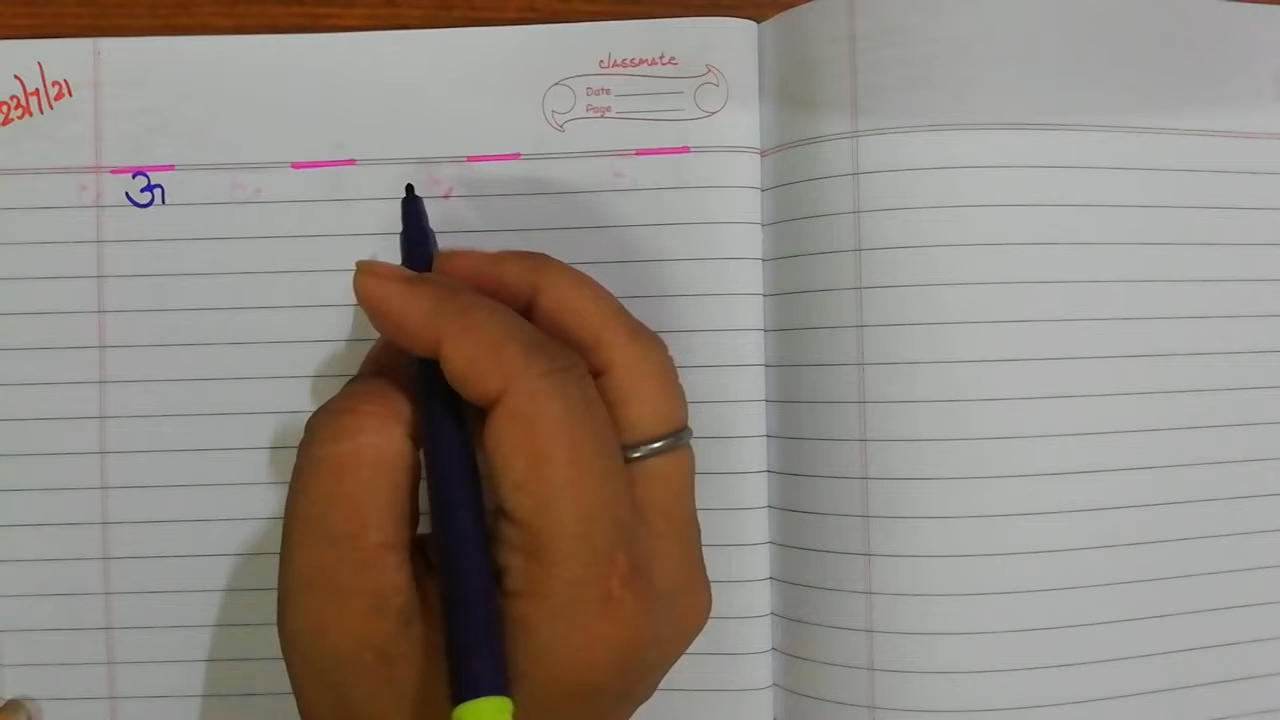 23/7/21
classmate
Date
Page
अ